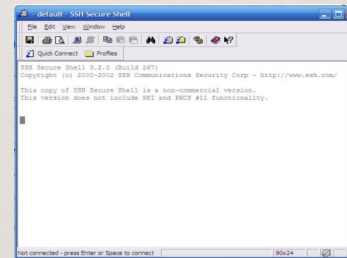 - default - SSH Secure Shell
File Edit View Window Help
Quick Connect Profiles
SSH Secure Shell 3.2.0 (Build 267)
Copyright (c) 2000-2002 SSH Communications Security Corp - http://www.ssh.com/
This copy of SSH Secure Shell is a non-commercial version.
This version does not include PKI and PKCS #11 functionality.
Not connected - press Enter or Space to connect 80x24